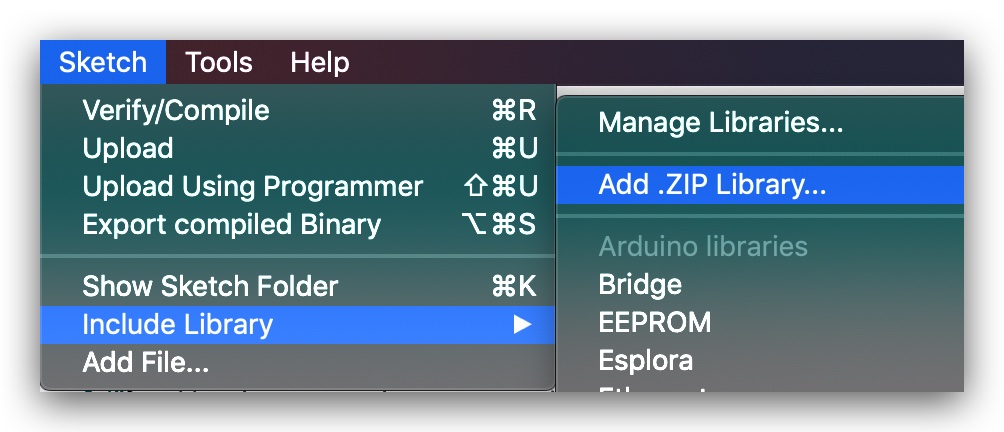 Sketch Tools Help
Verify/Compile ⌘R
Upload ⌘U
Upload Using Programmer ⇧⌘U
Export compiled Binary ⌥⌘S
Show Sketch Folder ⌘K
Include Library ▶
Add File...
Manage Libraries...
Add .ZIP Library...
Arduino libraries
Bridge
EEPROM
Esplora